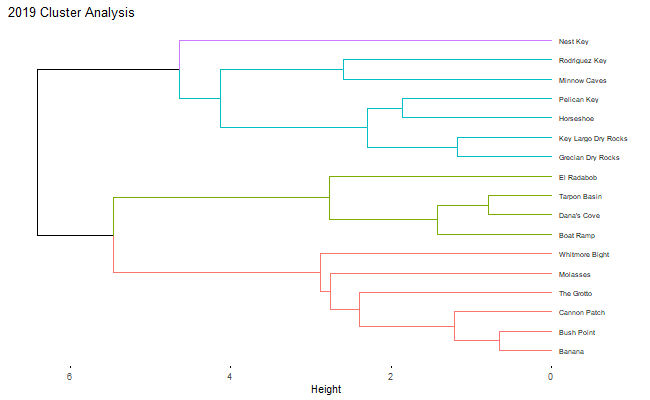 2019 Cluster Analysis
Nest Key
Rodriguez Key
Minnow Caves
Pelican Key
Horseshoe
Key Largo Dry Rocks
Grecian Dry Rocks
El Radabob
Tarpon Basin
Dana's Cove
Boat Ramp
Whitmore Bight
Molasses
The Grotto
Cannon Patch
Bush Point
Banana
6 4 2 0
Height